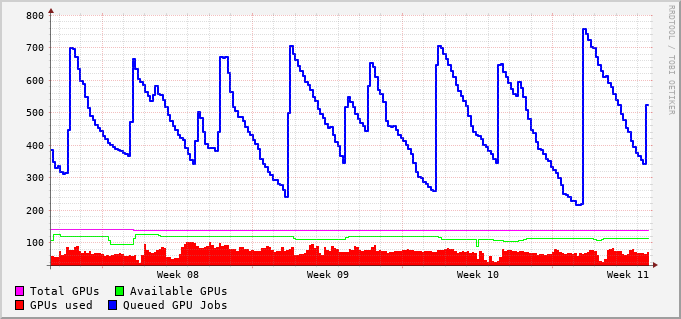 800
700
600
500
400
300
200
100
Week 08 Week 09 Week 10 Week 11
Total GPUs Available GPUs
GPUs used Queued GPU Jobs
RRDTOOL / TOBI OETIKER